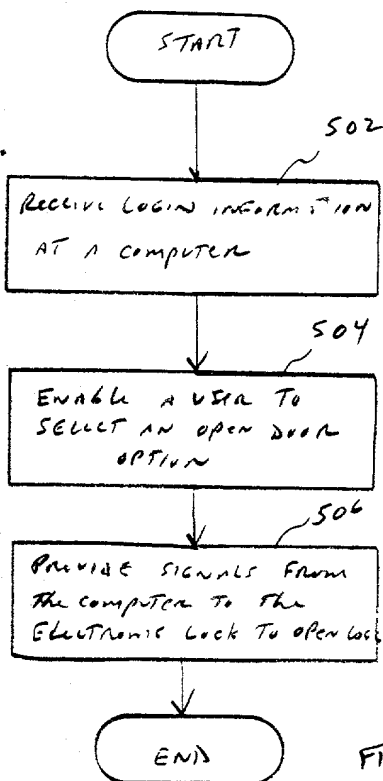 START
502
RECEIVE LOGIN INFORMATION
AT A COMPUTER
504
ENABLE A USER TO
SELECT AN OPEN DOOR
OPTION
506
PROVIDE SIGNALS FROM
the computer to the
ELECTRONIC LOCK TO OPEN LOCK
END